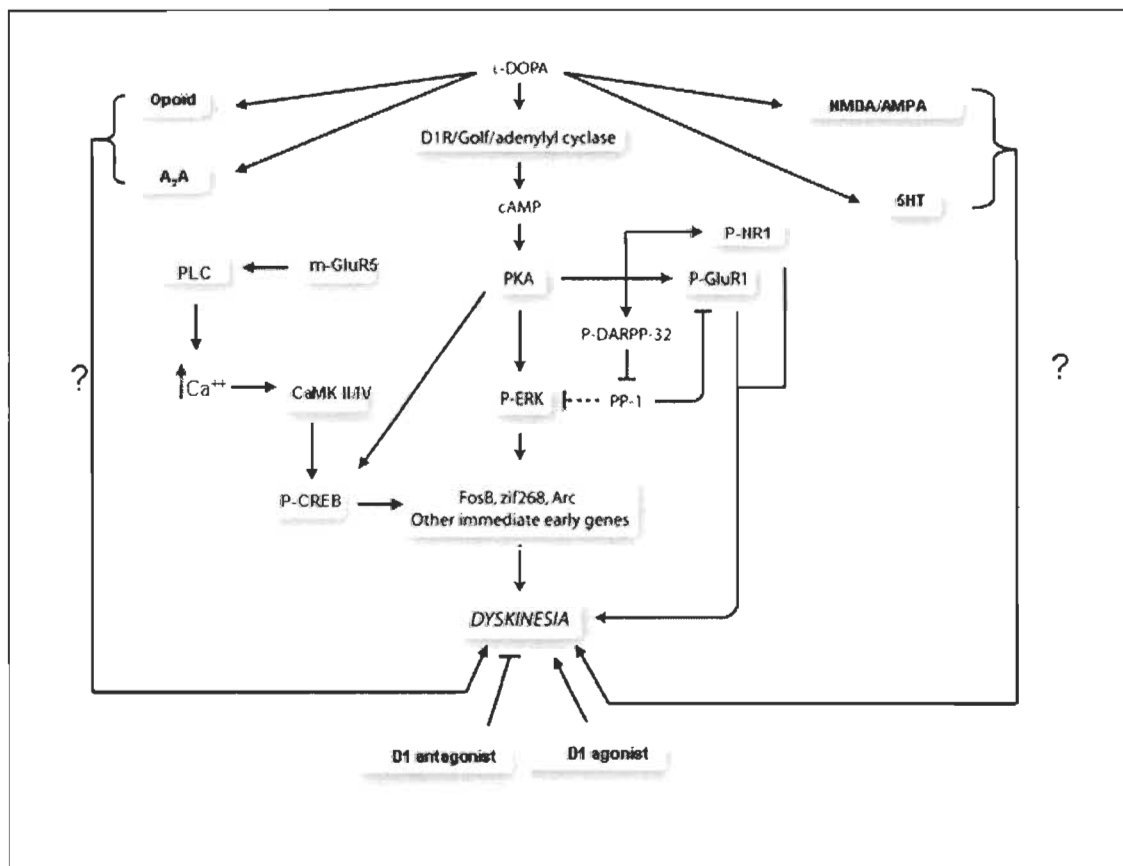 L-DOPA
Opoïd
NMDA/AMPA
D1R/Golf/adenylyl cyclase
A₂A
5HT
cAMP
P-NR1
PLC
m-GluR5
PKA
P-GluR1
P-DARPP-32
?
?
Ca⁺⁺
CaMK II/IV
P-ERK
PP-1
P-CREB
FosB, zif268, Arc
Other immediate early genes
DYSKINESIA
D1 antagonist
D1 agonist